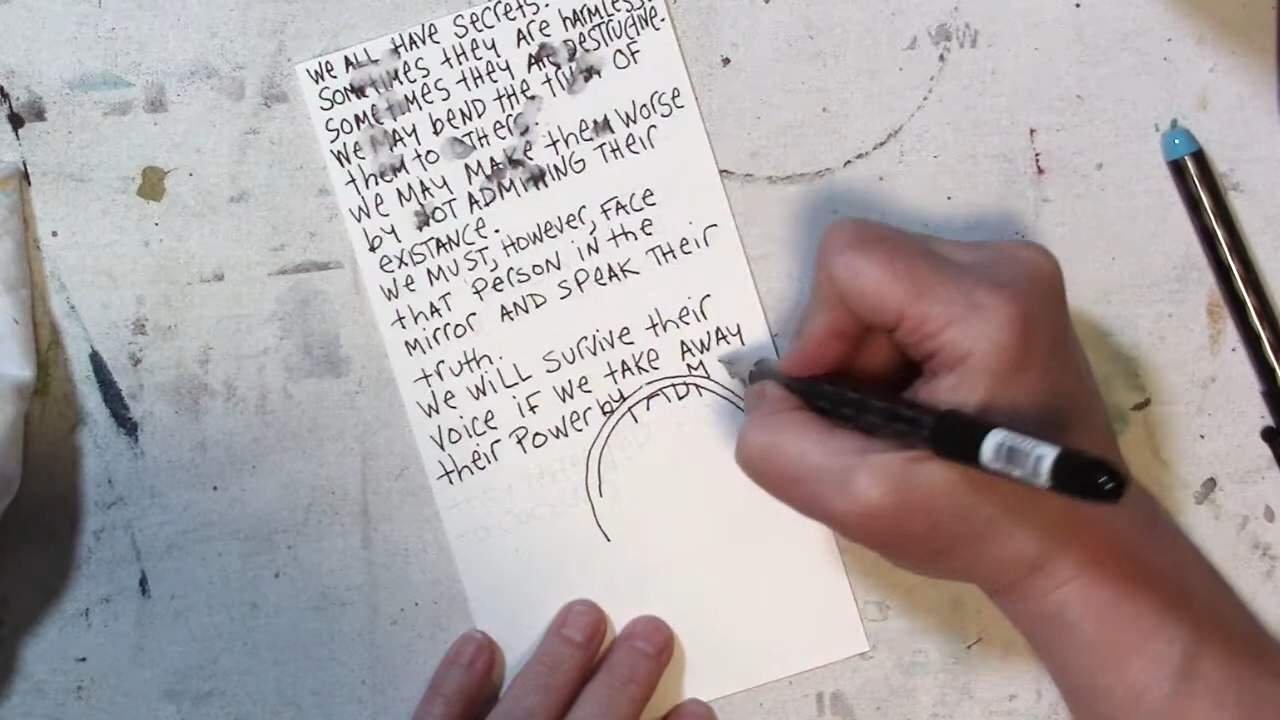 we ALL HAVE SECRETS.
SOMETIMES THEY ARE HARMLESS.
SOMETIMES THEY ARE DESTRUCTIVE.
WE MAY BEND THE TRUTH OF
them to OTHERS.
WE MAY MAKE them WORSE
by NOT ADMITTING THEIR
EXISTANCE.
WE MUST, HOWEVER, FACE
tHAT PERSON IN the
mirror AND SPEAK THEIR
truth.
WE WILL SURVIVE their
VOICE IF WE tAKE AWAY
their POWER by